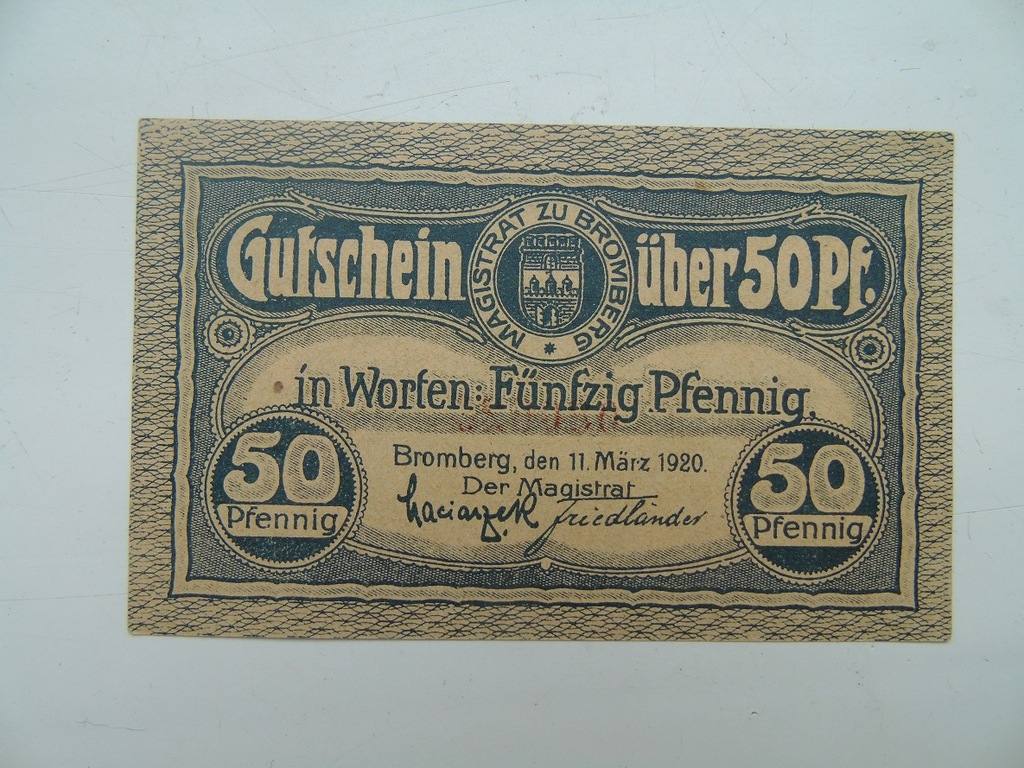 Gutschein über 50 Pf.
MAGISTRAT ZU BROMBERG
in Worten: Fünfzig Pfennig.
Bromberg, den 11. März 1920.
Der Magistrat
Maciaszek Friedländer
50 Pfennig
50 Pfennig